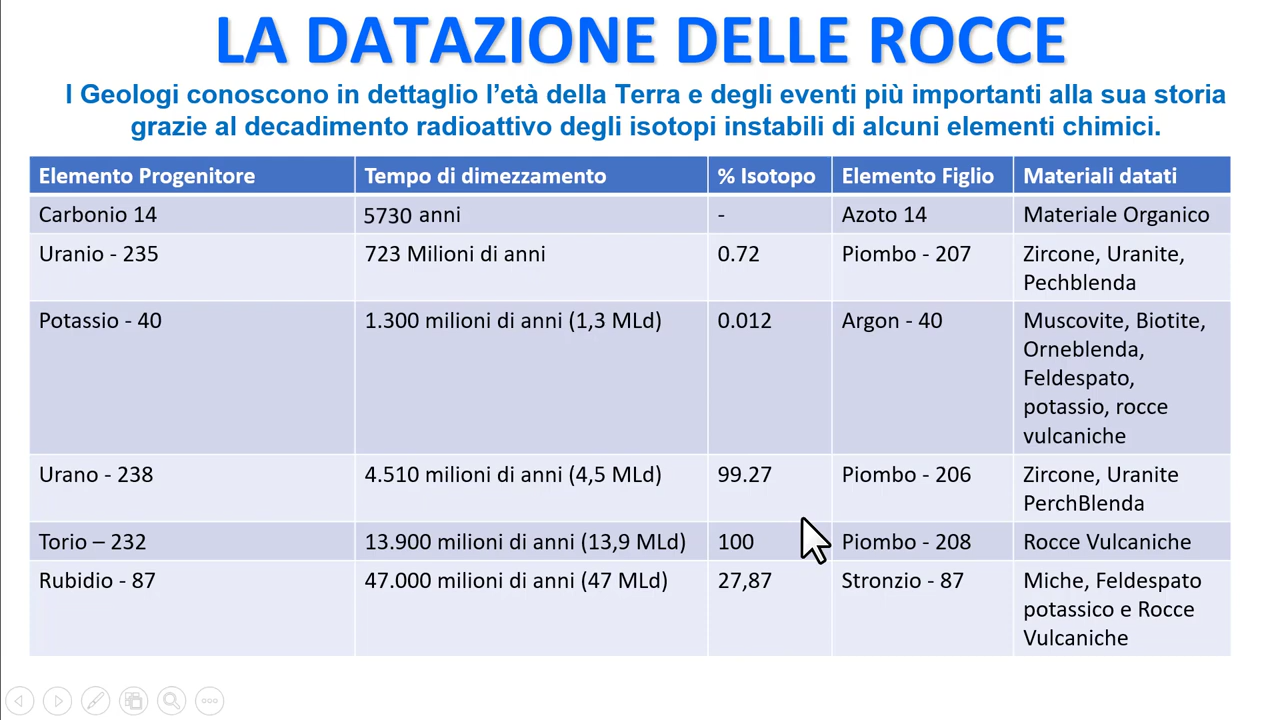 LA DATAZIONE DELLE ROCCE
I Geologi conoscono in dettaglio l'età della Terra e degli eventi più importanti alla sua storia
grazie al decadimento radioattivo degli isotopi instabili di alcuni elementi chimici.
Elemento Progenitore Tempo di dimezzamento % Isotopo Elemento Figlio Materiali datati
Carbonio 14 5730 anni - Azoto 14 Materiale Organico
Uranio - 235 723 Milioni di anni 0.72 Piombo - 207 Zircone, Uranite,
Pechblenda
Potassio - 40 1.300 milioni di anni (1,3 MLd) 0.012 Argon - 40 Muscovite, Biotite,
Orneblenda,
Feldespato,
potassio, rocce
vulcaniche
Urano - 238 4.510 milioni di anni (4,5 MLd) 99.27 Piombo - 206 Zircone, Uranite
PerchBlenda
Torio – 232 13.900 milioni di anni (13,9 MLd) 100 Piombo - 208 Rocce Vulcaniche
Rubidio - 87 47.000 milioni di anni (47 MLd) 27,87 Stronzio - 87 Miche, Feldespato
potassico e Rocce
Vulcaniche